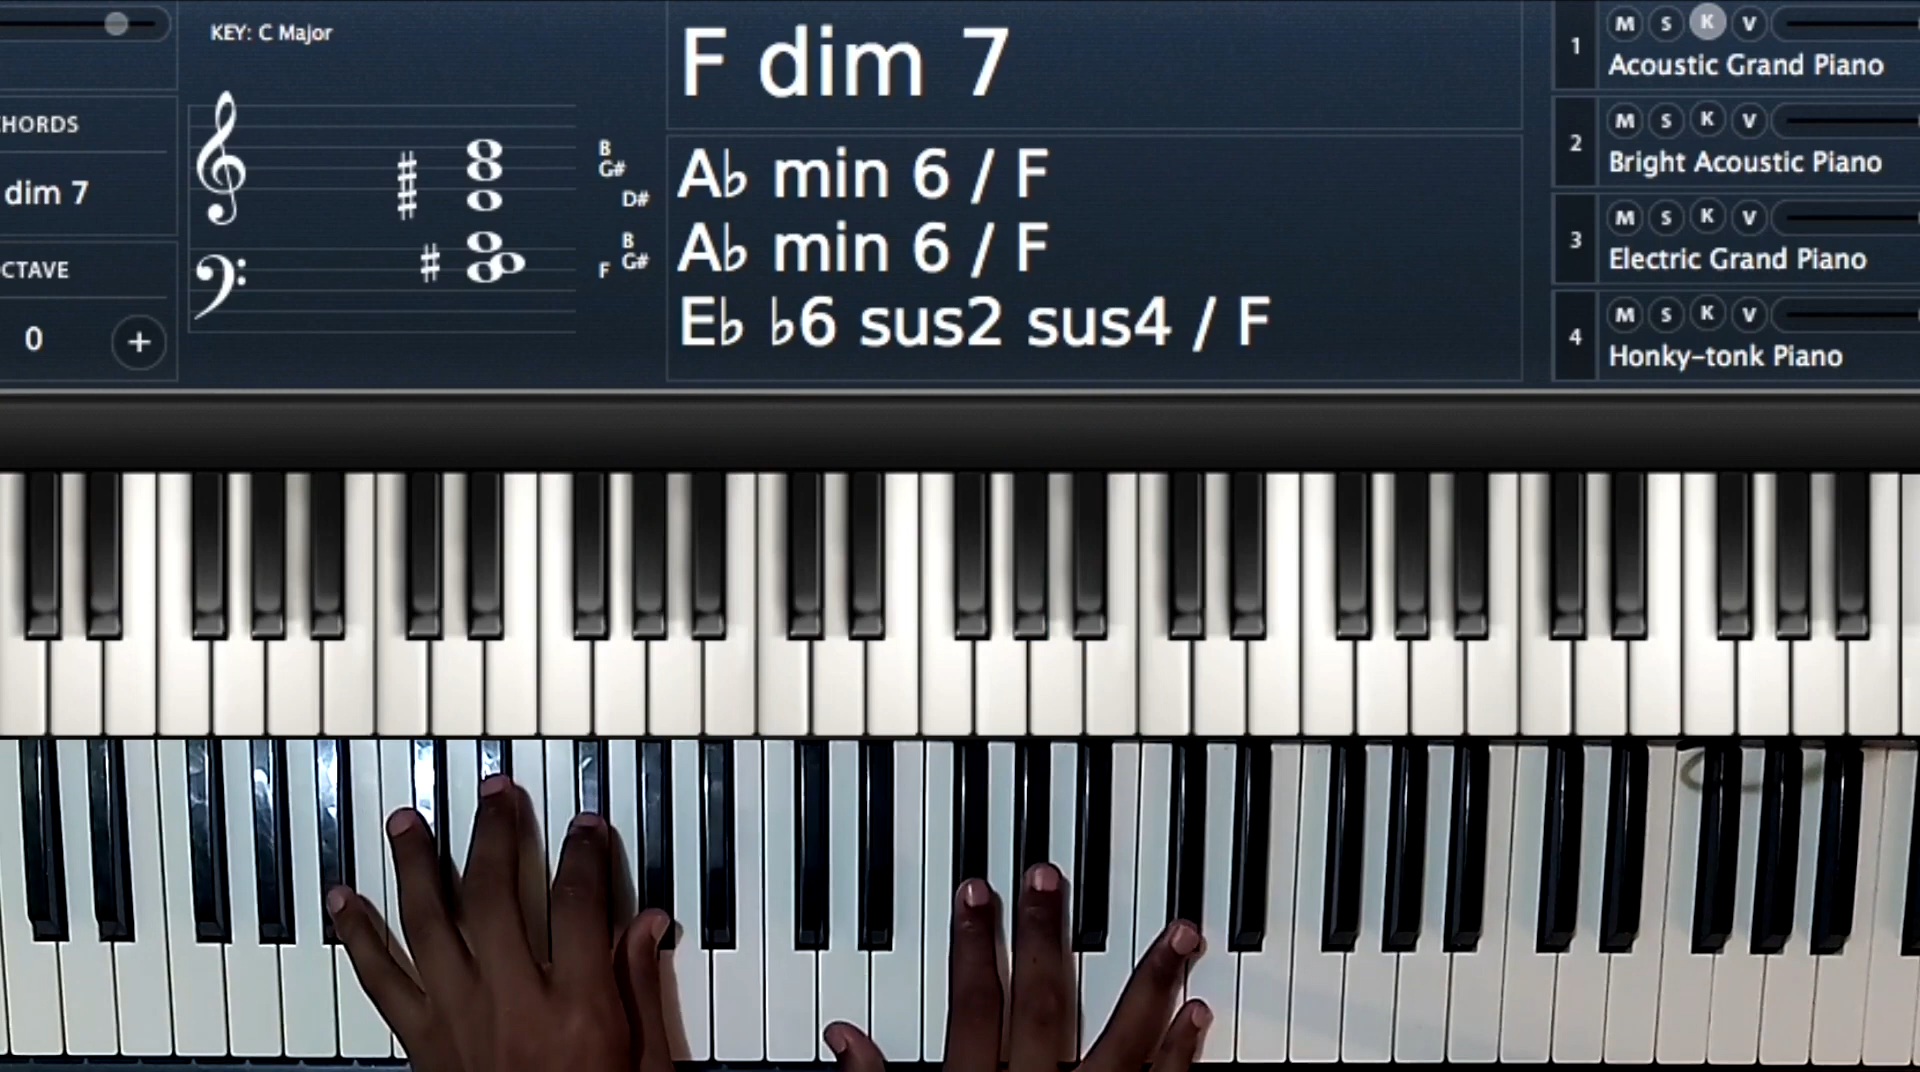 KEY: C Major
HORDS
dim 7
CTAVE
0
+
B
G#
D#
B
G#
F
F dim 7
A♭ min 6 / F
A♭ min 6 / F
E♭ ♭6 sus2 sus4 / F
1
M S K V
Acoustic Grand Piano
2
M S K V
Bright Acoustic Piano
3
M S K V
Electric Grand Piano
4
M S K V
Honky-tonk Piano